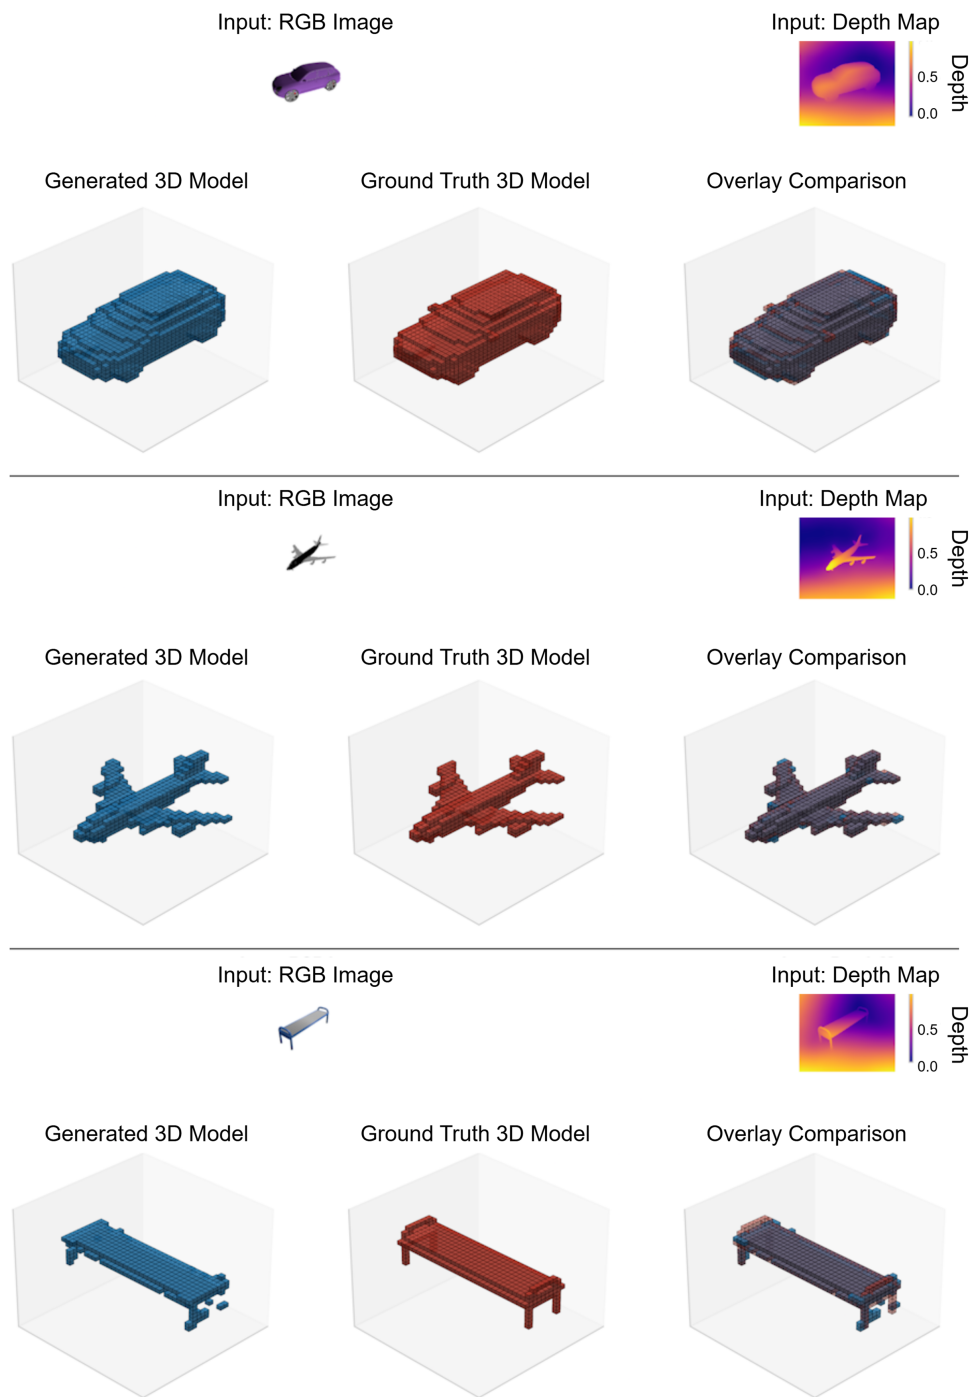 Input: RGB Image
Input: Depth Map
0.5
0.0
Depth
Generated 3D Model
Ground Truth 3D Model
Overlay Comparison
Input: RGB Image
Input: Depth Map
0.5
0.0
Depth
Generated 3D Model
Ground Truth 3D Model
Overlay Comparison
Input: RGB Image
Input: Depth Map
0.5
0.0
Depth
Generated 3D Model
Ground Truth 3D Model
Overlay Comparison